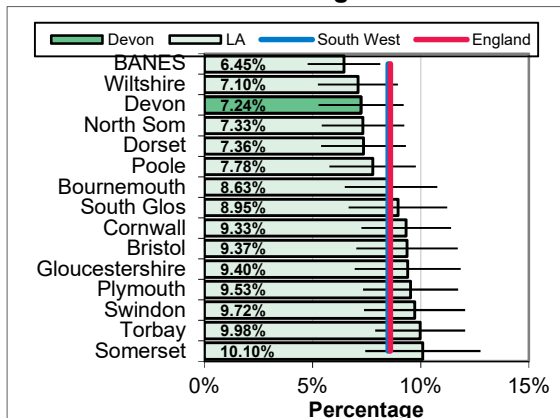 Devon LA South West England
BANES 6.45%
Wiltshire 7.10%
Devon 7.24%
North Som 7.33%
Dorset 7.36%
Poole 7.78%
Bournemouth 8.63%
South Glos 8.95%
Cornwall 9.33%
Bristol 9.37%
Gloucestershire 9.40%
Plymouth 9.53%
Swindon 9.72%
Torbay 9.98%
Somerset 10.10%
0% 5% 10% 15%
Percentage